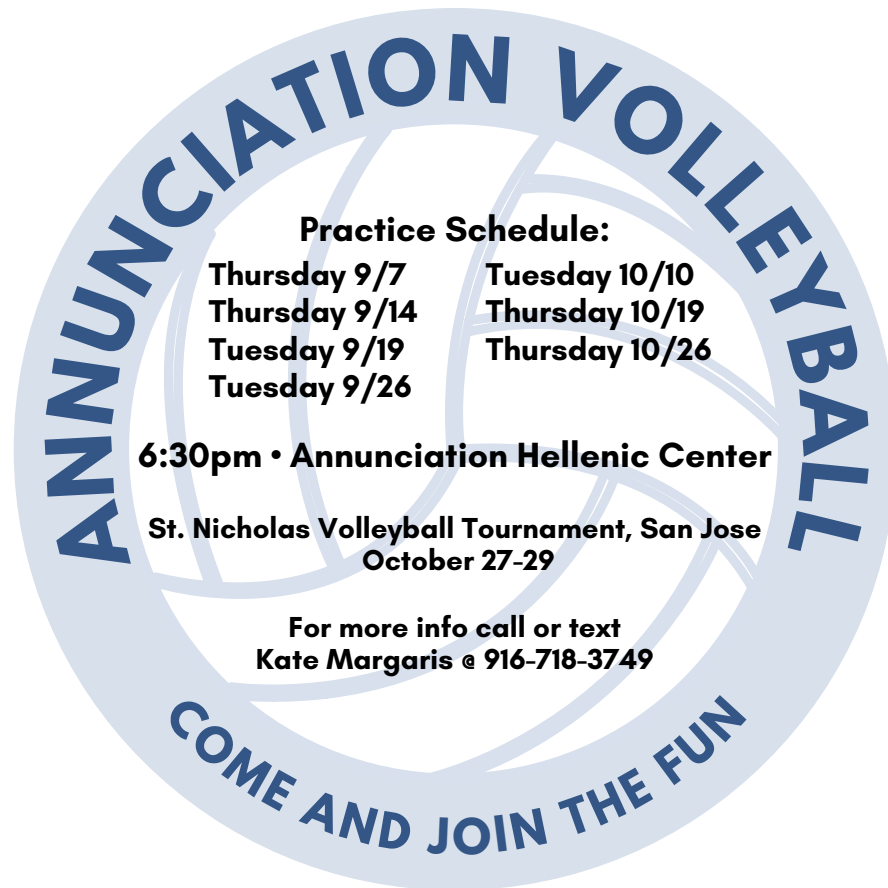 ANNUNCIATION VOLLEYBALL
Practice Schedule:
Thursday 9/7
Thursday 9/14
Tuesday 9/19
Tuesday 9/26
Tuesday 10/10
Thursday 10/19
Thursday 10/26
6:30pm • Annunciation Hellenic Center
St. Nicholas Volleyball Tournament, San Jose
October 27-29
For more info call or text
Kate Margaris @ 916-718-3749
COME AND JOIN THE FUN